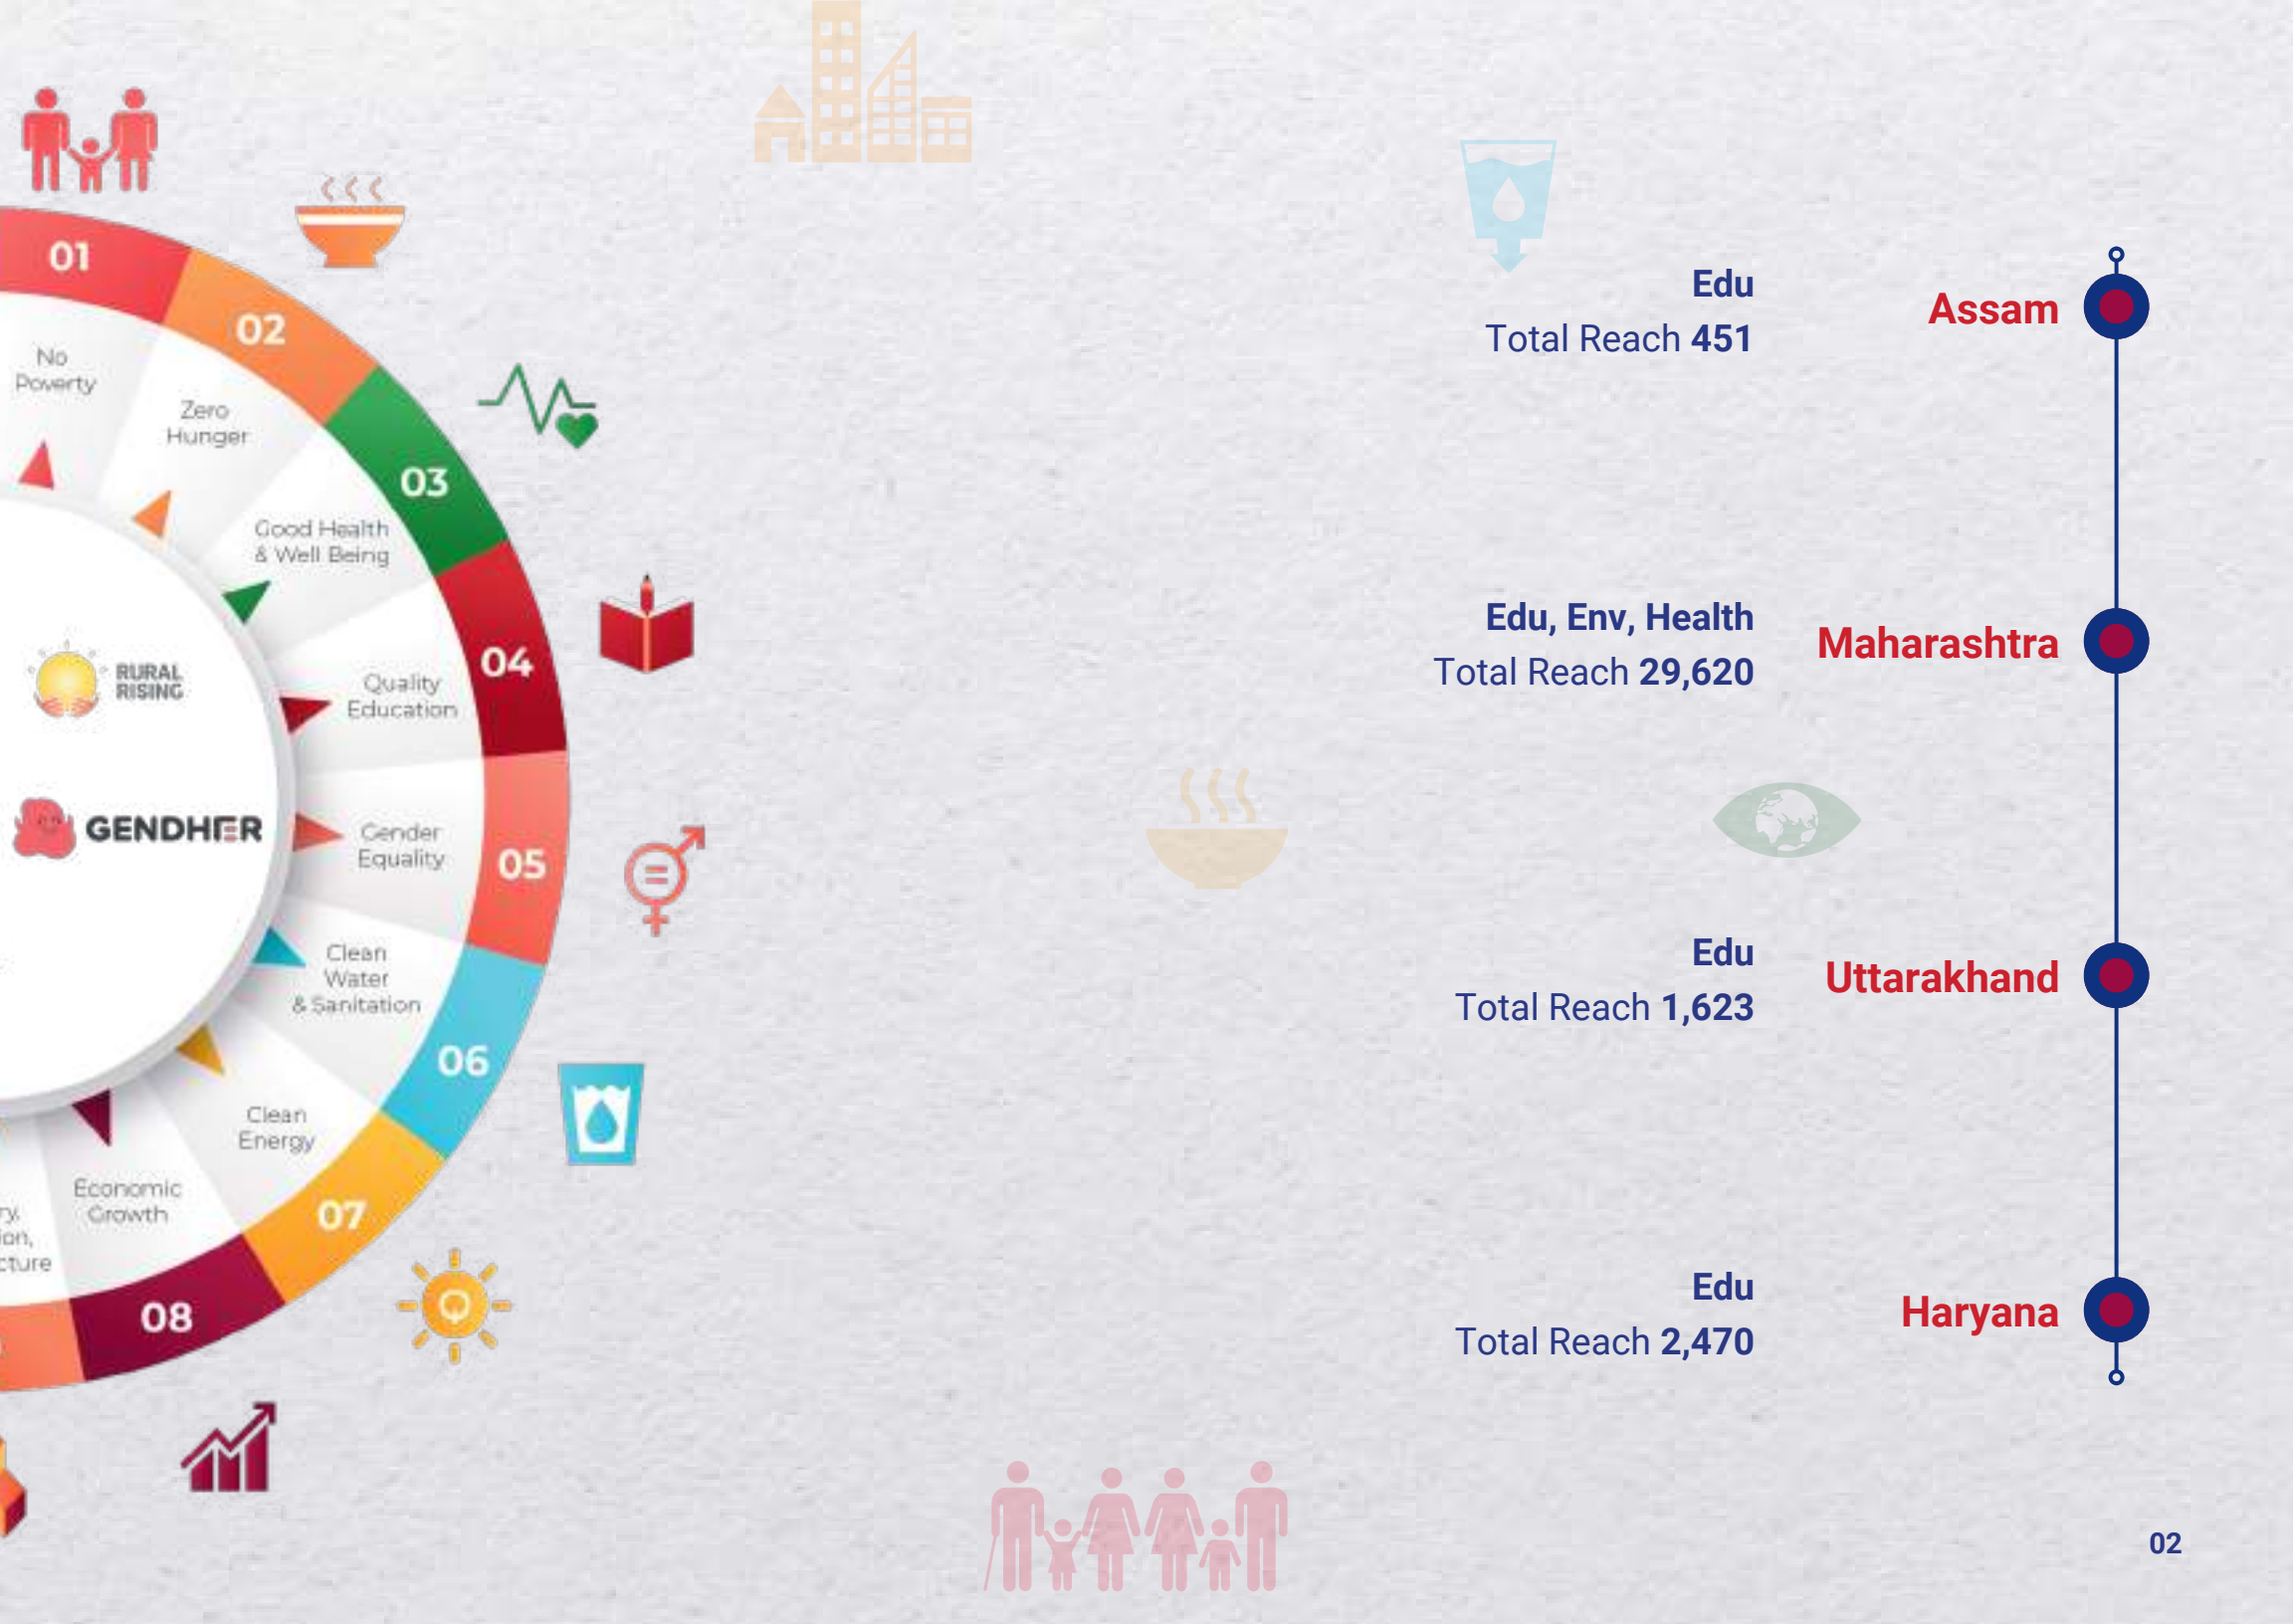 01
No
Poverty
02
Zero
Hunger
03
Good Health
& Well Being
04
Quality
Education
05
Gender
Equality
06
Clean
Water
& Sanitation
07
Clean
Energy
08
Economic
Growth
RURAL
RISING
GENDHER
Edu
Total Reach 451
Assam
Edu, Env, Health
Total Reach 29,620
Maharashtra
Edu
Total Reach 1,623
Uttarakhand
Edu
Total Reach 2,470
Haryana
02